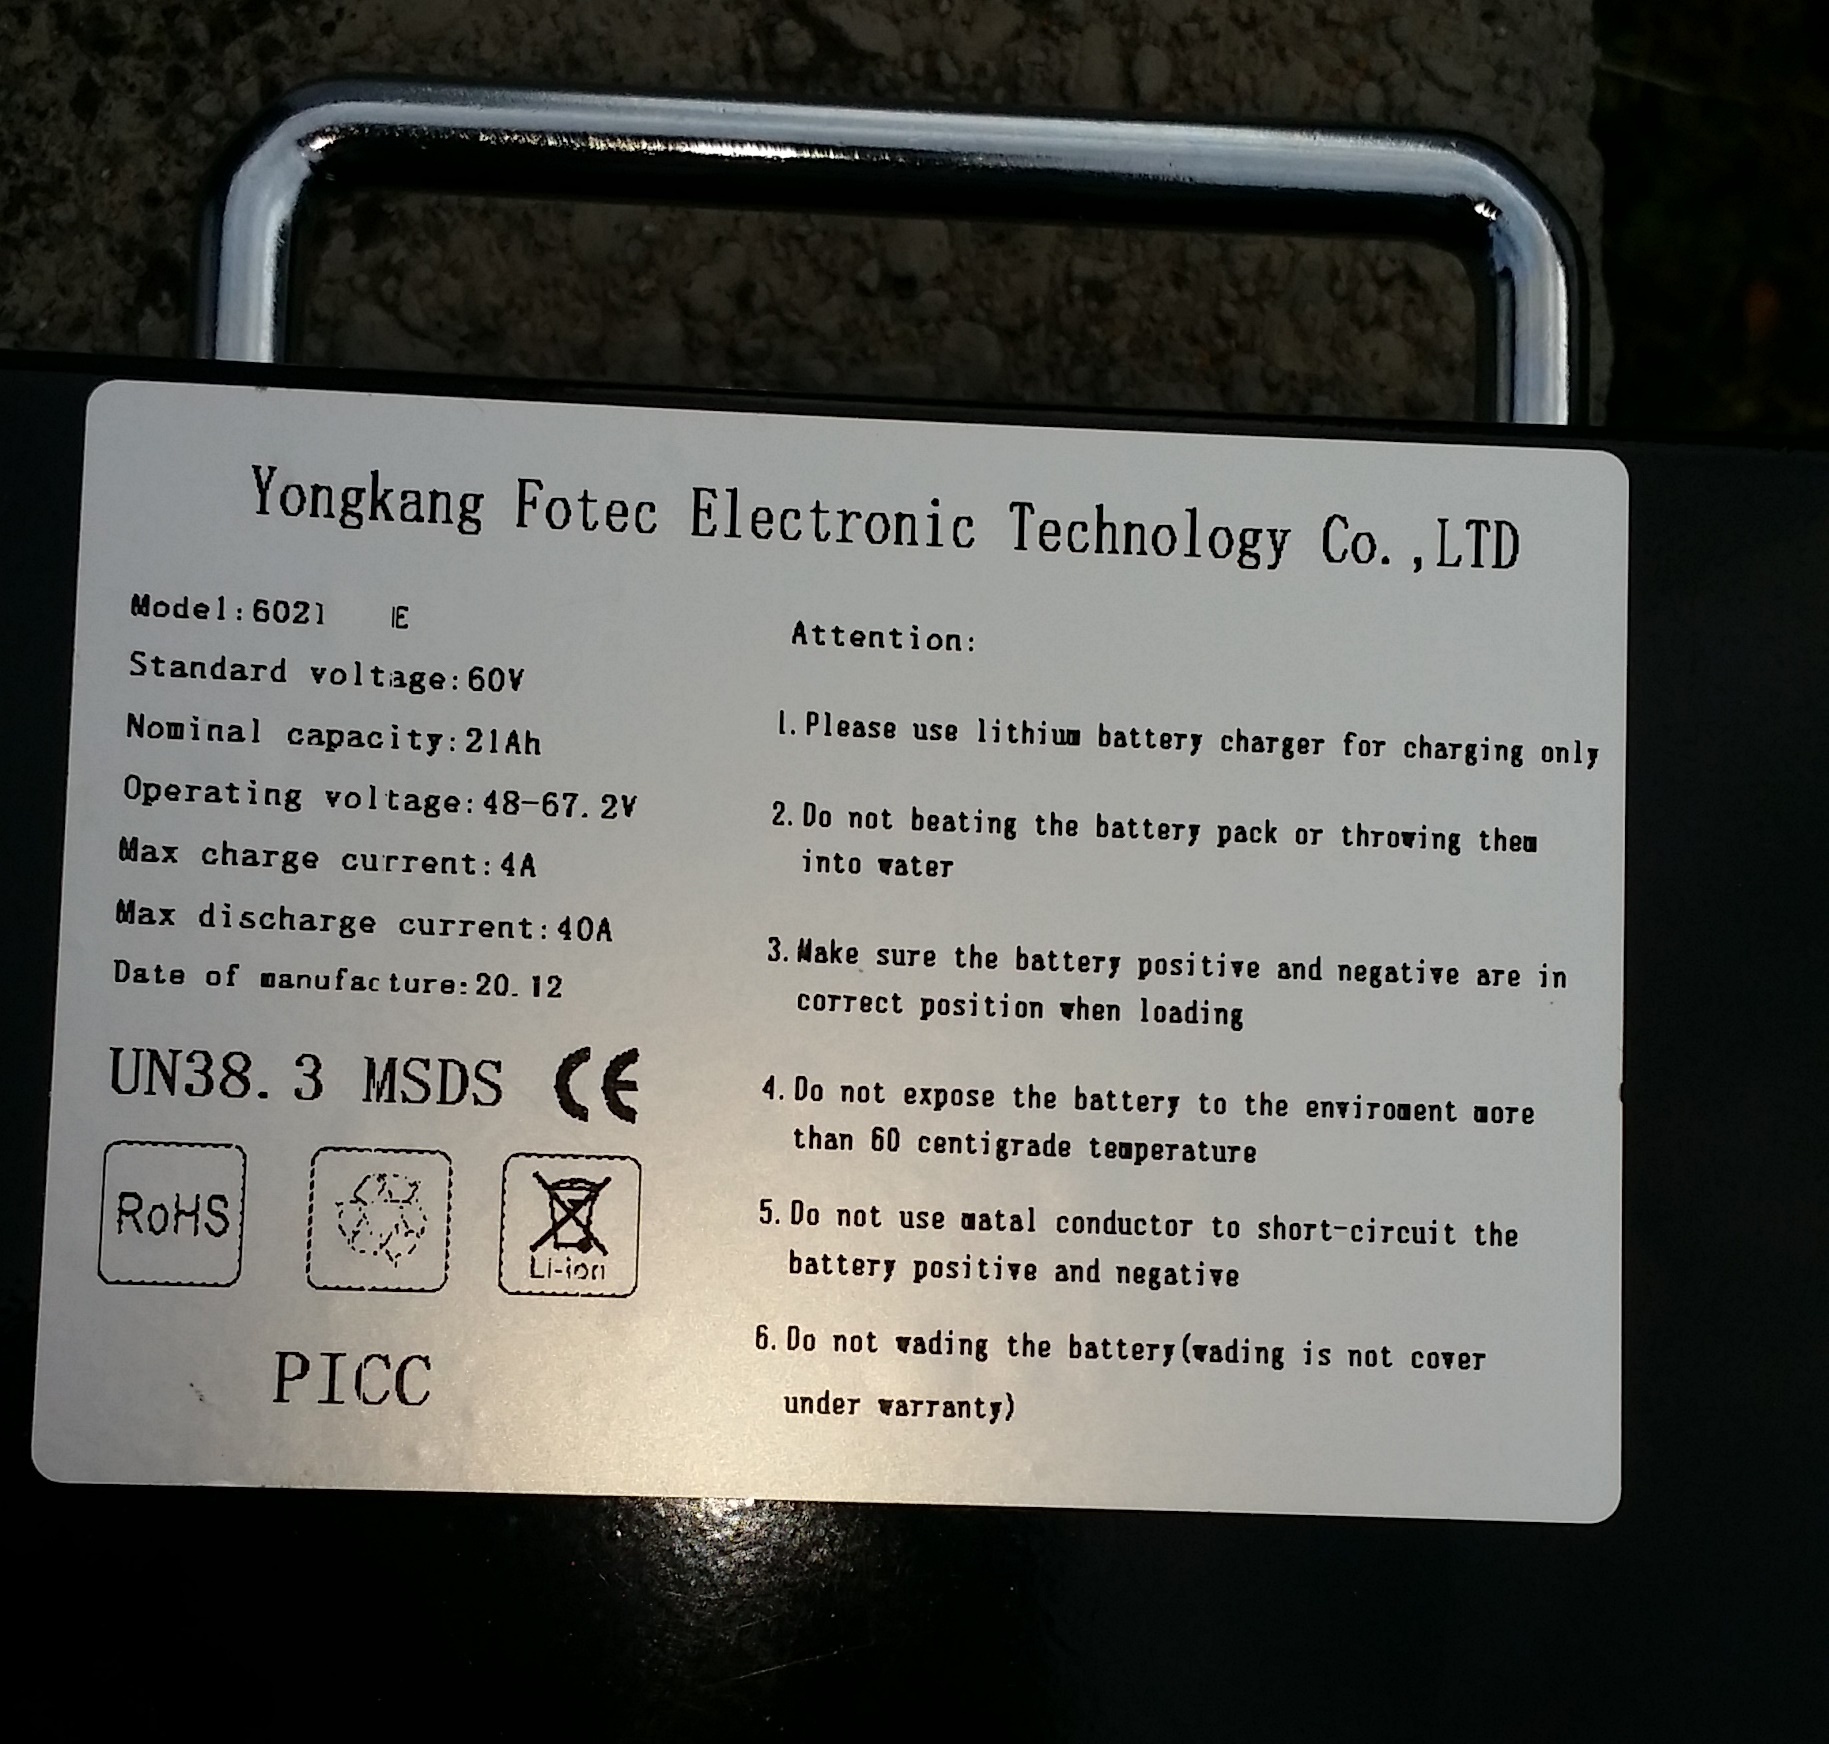 Yongkang Fotec Electronic Technology Co.,LTD
Model:6021 IE
Standard voltage:60V
Nominal capacity:21Ah
Operating voltage:48-67.2V
Max charge current:4A
Max discharge current:40A
Date of manufacture:20.12
UN38.3 MSDS CE
RoHS
Li-ion
PICC
Attention:
1.Please use lithium battery charger for charging only
2.Do not beating the battery pack or throwing them
into water
3.Make sure the battery positive and negative are in
correct position when loading
4.Do not expose the battery to the enviroment more
than 60 centigrade temperature
5.Do not use matal conductor to short-circuit the
battery positive and negative
6.Do not wading the battery(wading is not cover
under warranty)